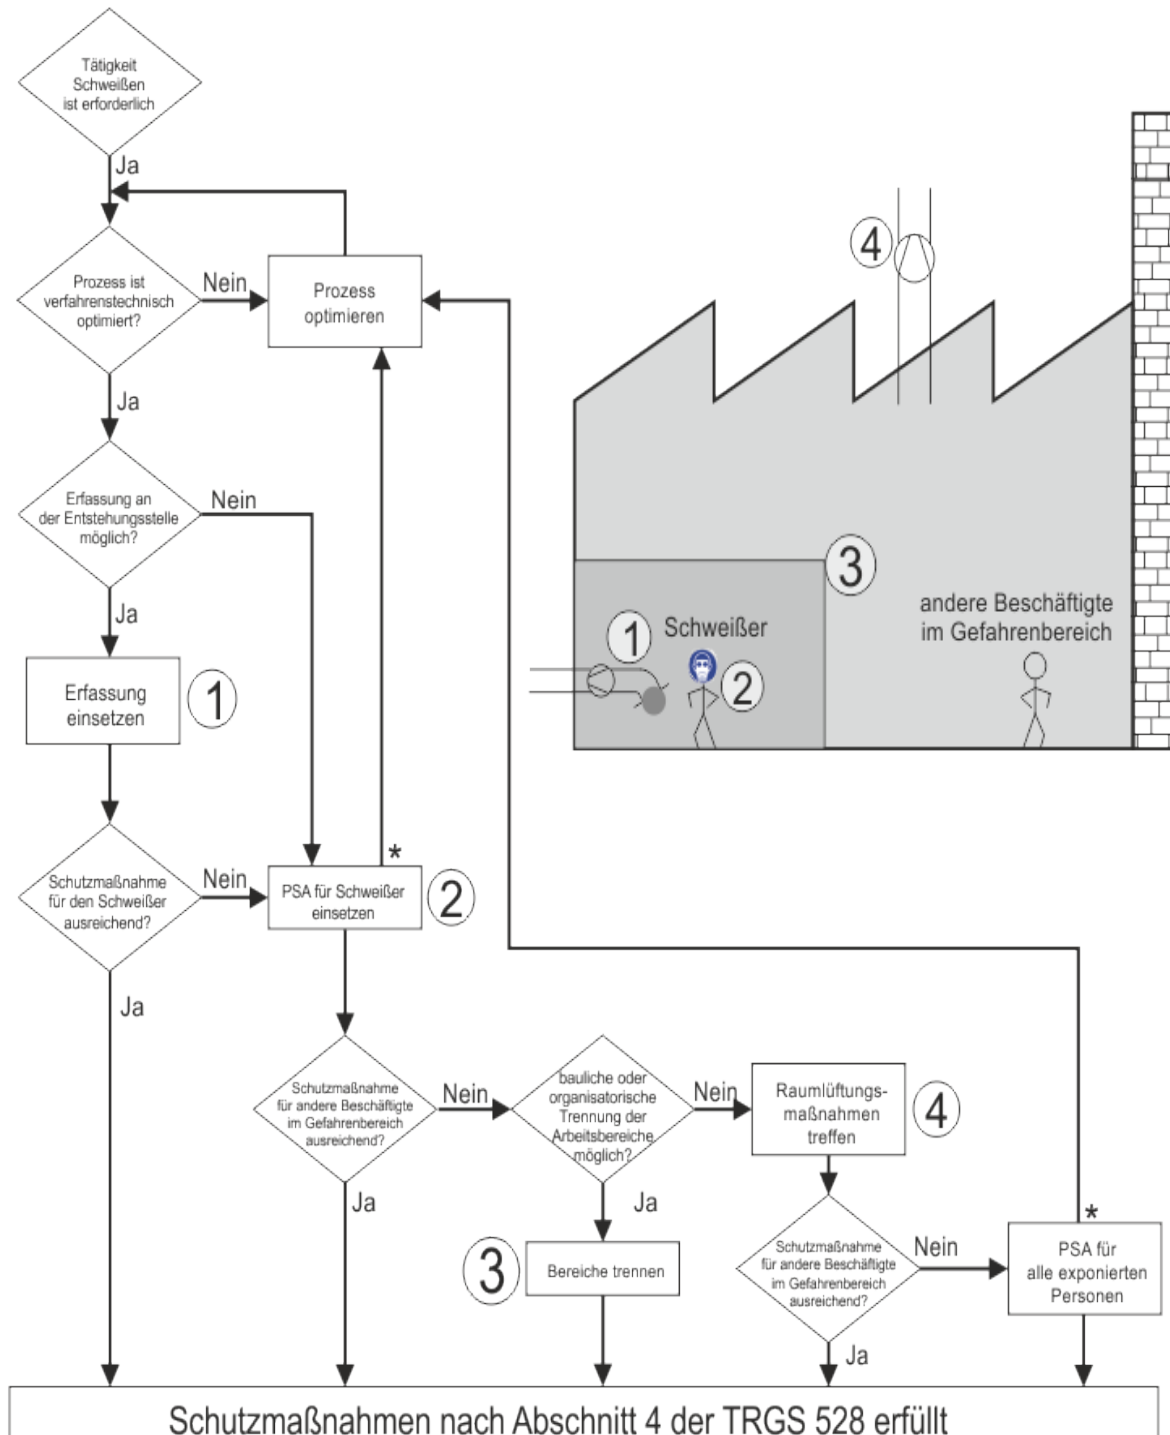 Tätigkeit
Schweißen
ist erforderlich
Ja
Prozess ist
verfahrenstechnisch
optimiert?
Nein
Prozess
optimieren
Ja
Erfassung an
der Entstehungsstelle
möglich?
Nein
Ja
Erfassung
einsetzen
1
Schutzmaßnahme
für den Schweißer
ausreichend?
Nein
PSA für Schweißer
einsetzen
*
2
Ja
Schutzmaßnahme
für andere Beschäftigte
im Gefahrenbereich
ausreichend?
Nein
bauliche oder
organisatorische
Trennung der
Arbeitsbereiche
möglich?
Nein
Raumlüftungs-
maßnahmen
treffen
4
Ja
Ja
3
Bereiche trennen
Schutzmaßnahme
für andere Beschäftigte
im Gefahrenbereich
ausreichend?
Nein
*
PSA für
alle exponierten
Personen
Ja
Schutzmaßnahmen nach Abschnitt 4 der TRGS 528 erfüllt
4
3
andere Beschäftigte
im Gefahrenbereich
1
Schweißer
2